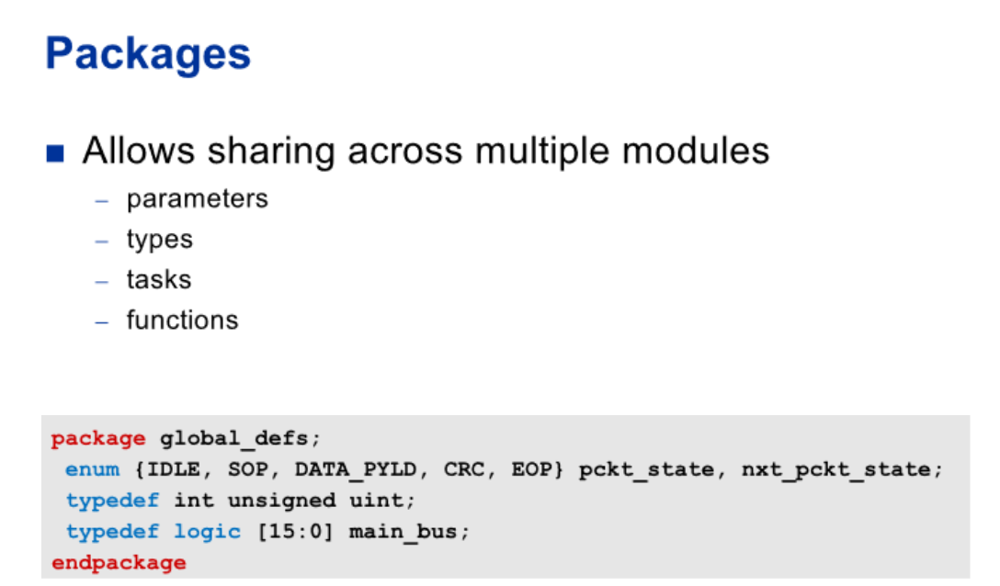 Packages
Allows sharing across multiple modules
– parameters
– types
– tasks
– functions
package global_defs;
enum {IDLE, SOP, DATA_PYLD, CRC, EOP} pckt_state, nxt_pckt_state;
typedef int unsigned uint;
typedef logic [15:0] main_bus;
endpackage